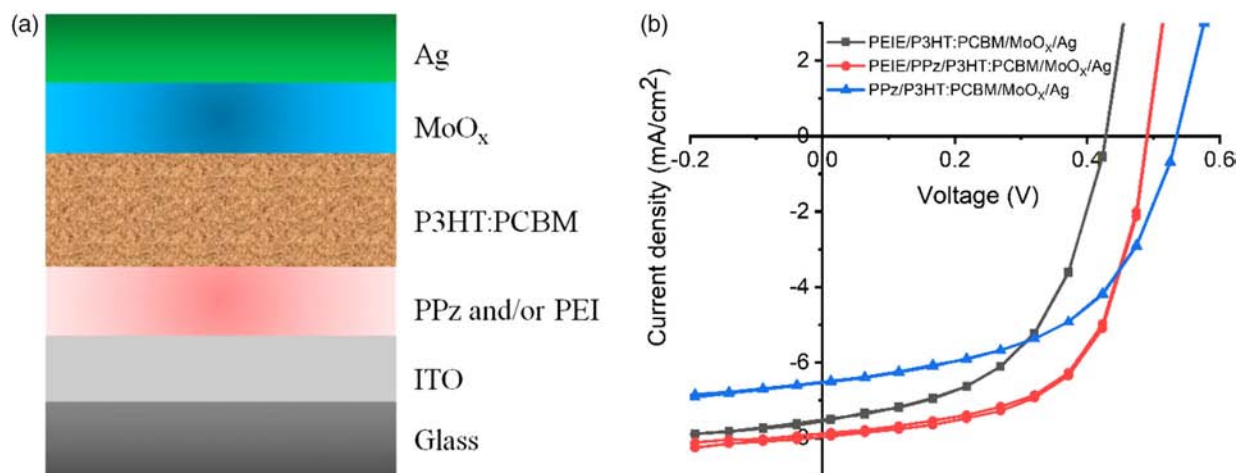 (a)
Ag
MoOₓ
P3HT:PCBM
PPz and/or PEI
ITO
Glass
(b)
PEIE/P3HT:PCBM/MoOₓ/Ag
PEIE/PPz/P3HT:PCBM/MoOₓ/Ag
PPz/P3HT:PCBM/MoOₓ/Ag
Current density (mA/cm²)
2
0
-2
-4
-6
-8
-0.2
0.0
0.2
0.4
0.6
Voltage (V)